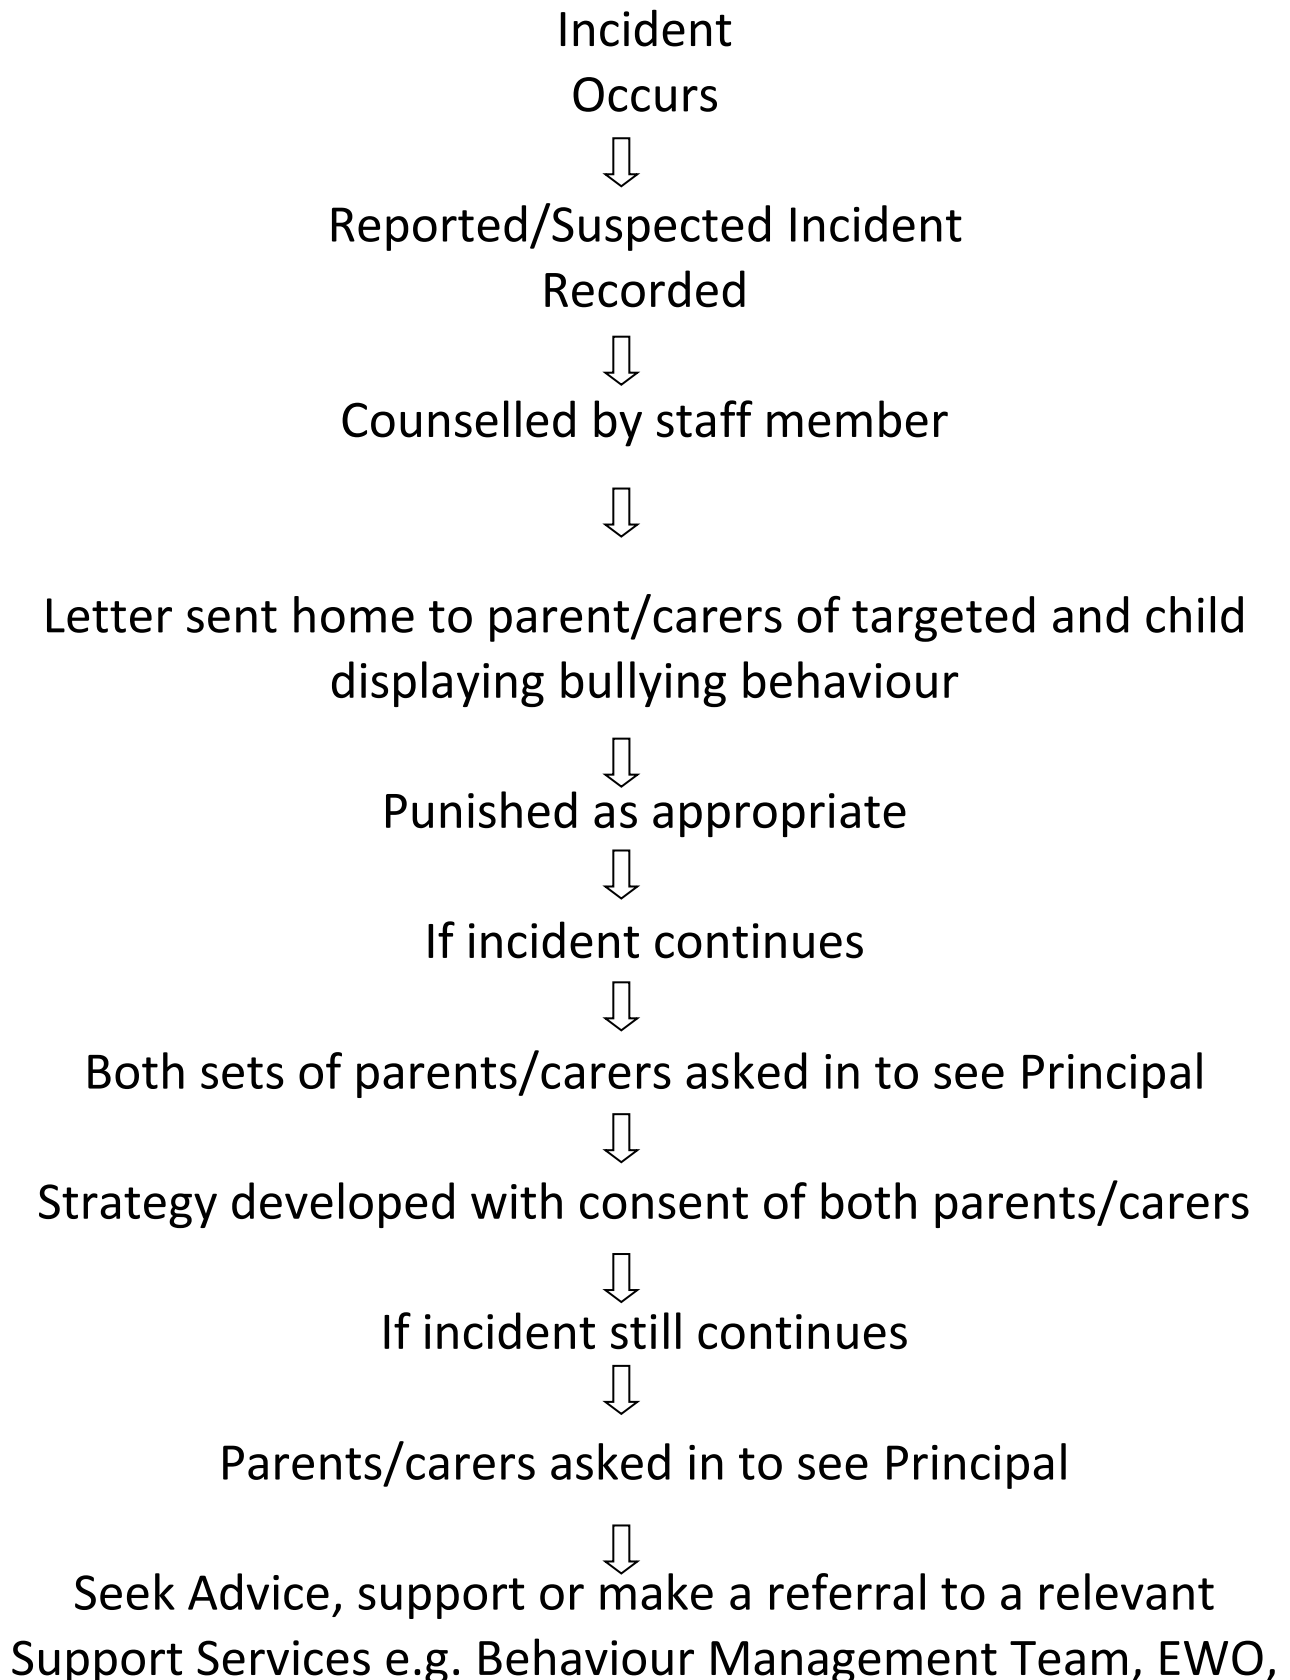 Incident
Occurs
Reported/Suspected Incident
Recorded
Counselled by staff member
Letter sent home to parent/carers of targeted and child
displaying bullying behaviour
Punished as appropriate
If incident continues
Both sets of parents/carers asked in to see Principal
Strategy developed with consent of both parents/carers
If incident still continues
Parents/carers asked in to see Principal
Seek Advice, support or make a referral to a relevant
Support Services e.g. Behaviour Management Team, EWO,